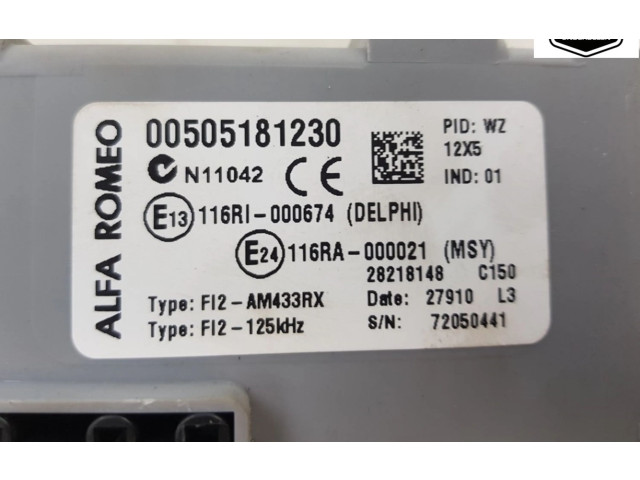 ALFA ROMEO
00505181230
PID: WZ
12X5
N11042 CE
IND: 01
E13 116RI-000674 (DELPHI)
E24 116RA-000021 (MSY)
28218148 C150
Type: FI2-AM433RX
Date: 27910 L3
Type: FI2-125kHz
S/N: 72050441